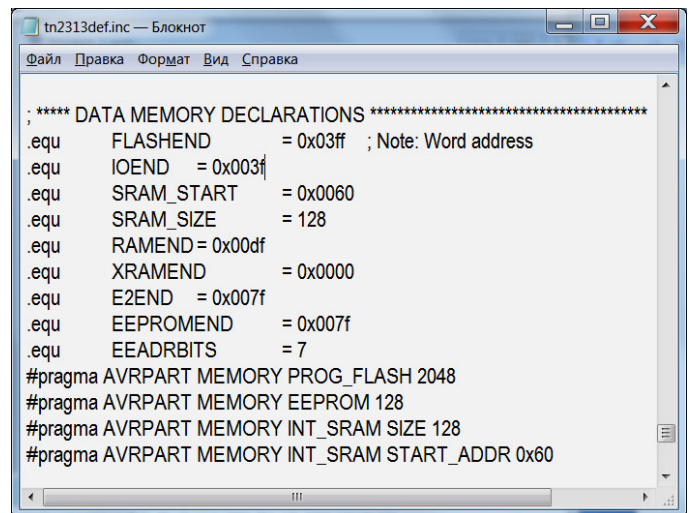 tn2313def.inc — Блокнот
Файл Правка Формат Вид Справка
; ***** DATA MEMORY DECLARATIONS *****************************************
.equ FLASHEND = 0x03ff ; Note: Word address
.equ IOEND = 0x003f
.equ SRAM_START = 0x0060
.equ SRAM_SIZE = 128
.equ RAMEND = 0x00df
.equ XRAMEND = 0x0000
.equ E2END = 0x007f
.equ EEPROMEND = 0x007f
.equ EEADRBITS = 7
#pragma AVRPART MEMORY PROG_FLASH 2048
#pragma AVRPART MEMORY EEPROM 128
#pragma AVRPART MEMORY INT_SRAM SIZE 128
#pragma AVRPART MEMORY INT_SRAM START_ADDR 0x60